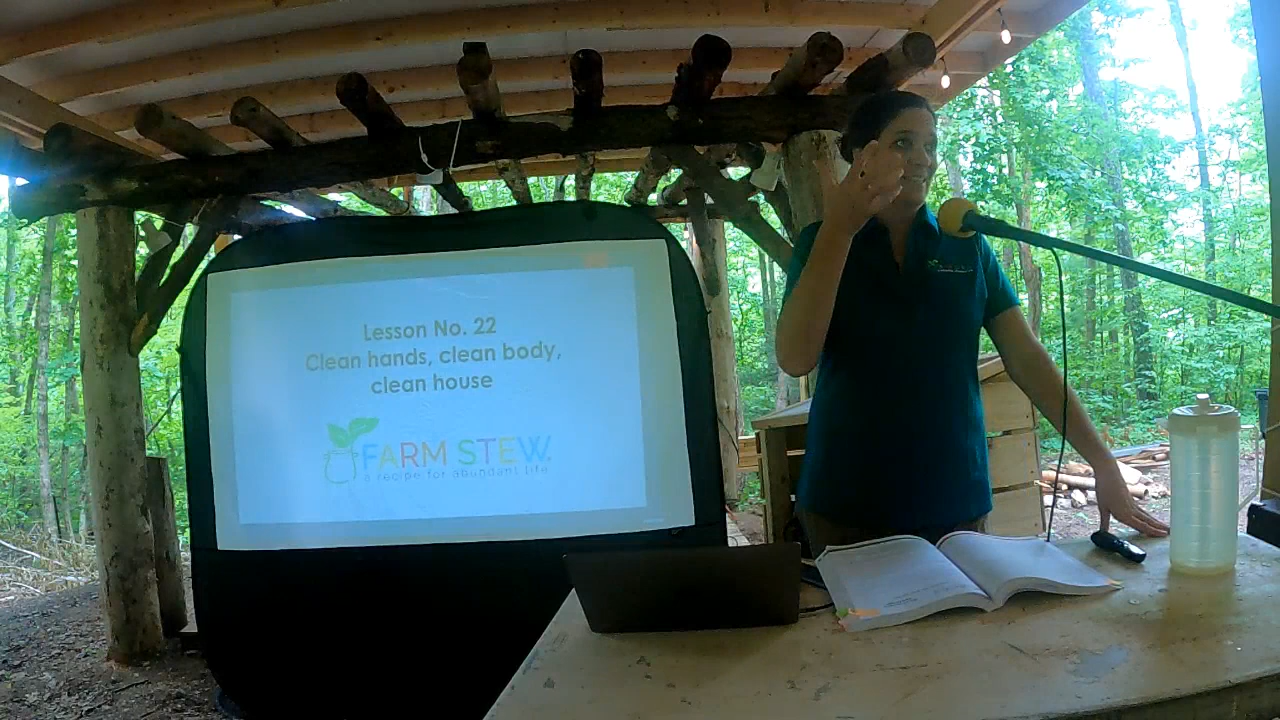 Lesson No. 22
Clean hands, clean body,
clean house
FARM STEW.
a recipe for abundant life